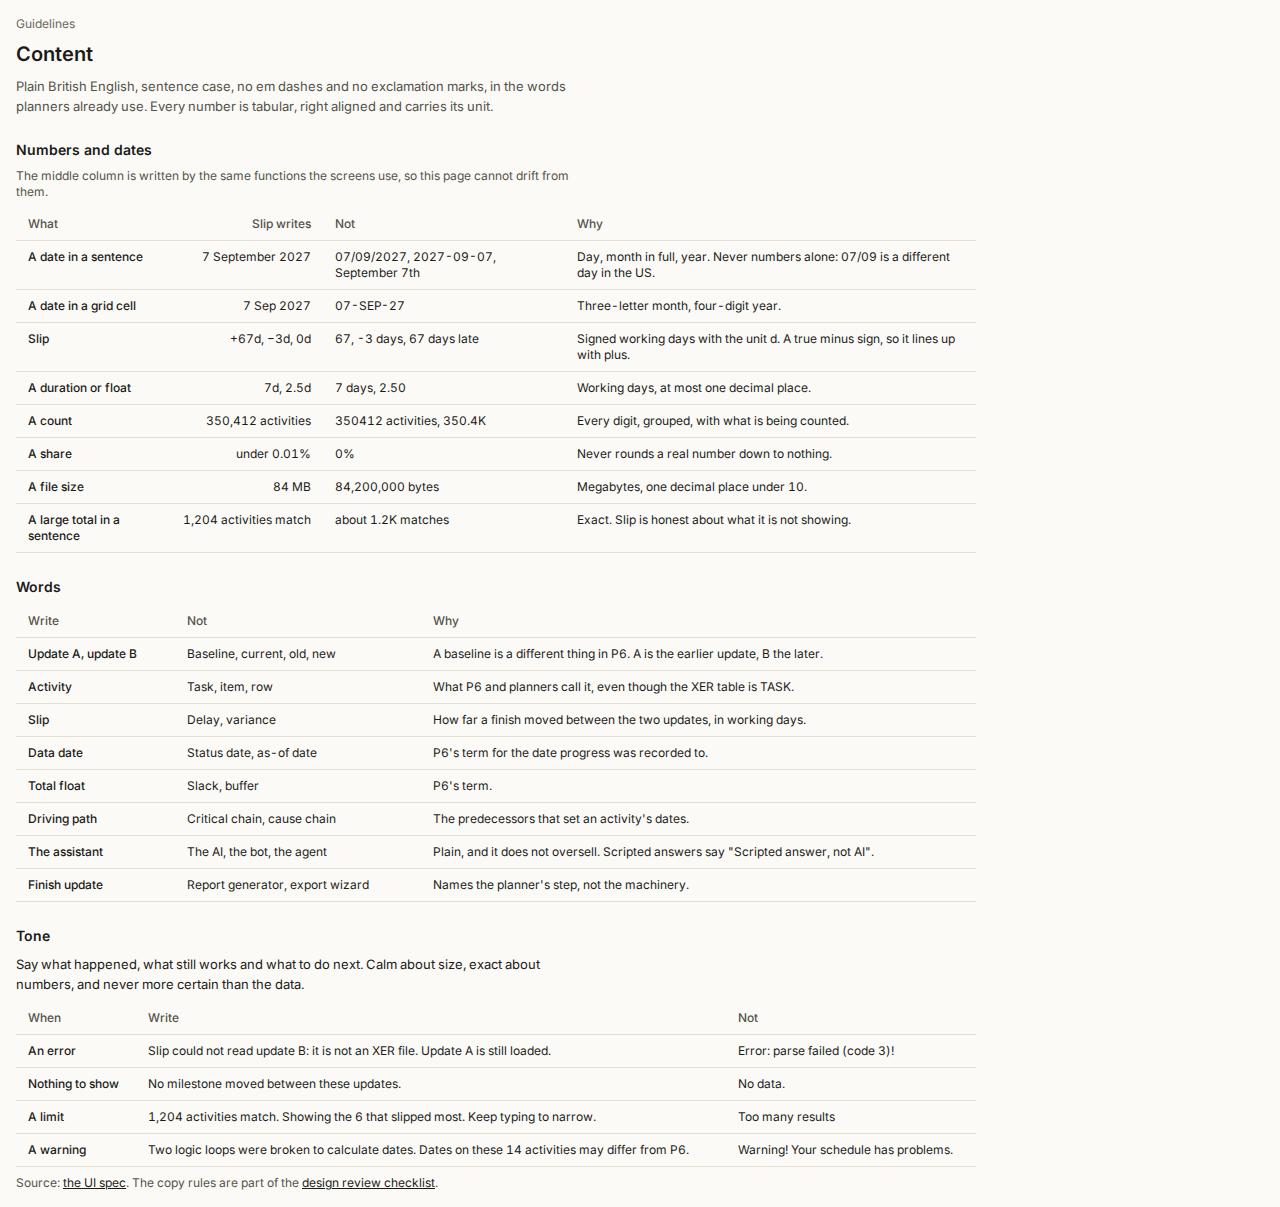 Guidelines
Content
Plain British English, sentence case, no em dashes and no exclamation marks, in the words
planners already use. Every number is tabular, right aligned and carries its unit.
Numbers and dates
The middle column is written by the same functions the screens use, so this page cannot drift from
them.
What Slip writes Not Why
A date in a sentence 7 September 2027 07/09/2027, 2027-09-07, Day, month in full, year. Never numbers alone: 07/09 is a different
September 7th day in the US.
A date in a grid cell 7 Sep 2027 07-SEP-27 Three-letter month, four-digit year.
Slip +67d, −3d, 0d 67, -3 days, 67 days late Signed working days with the unit d. A true minus sign, so it lines up
with plus.
A duration or float 7d, 2.5d 7 days, 2.50 Working days, at most one decimal place.
A count 350,412 activities 350412 activities, 350.4K Every digit, grouped, with what is being counted.
A share under 0.01% 0% Never rounds a real number down to nothing.
A file size 84 MB 84,200,000 bytes Megabytes, one decimal place under 10.
A large total in a 1,204 activities match about 1.2K matches Exact. Slip is honest about what it is not showing.
sentence
Words
Write Not Why
Update A, update B Baseline, current, old, new A baseline is a different thing in P6. A is the earlier update, B the later.
Activity Task, item, row What P6 and planners call it, even though the XER table is TASK.
Slip Delay, variance How far a finish moved between the two updates, in working days.
Data date Status date, as-of date P6's term for the date progress was recorded to.
Total float Slack, buffer P6's term.
Driving path Critical chain, cause chain The predecessors that set an activity's dates.
The assistant The AI, the bot, the agent Plain, and it does not oversell. Scripted answers say "Scripted answer, not AI".
Finish update Report generator, export wizard Names the planner's step, not the machinery.
Tone
Say what happened, what still works and what to do next. Calm about size, exact about
numbers, and never more certain than the data.
When Write Not
An error Slip could not read update B: it is not an XER file. Update A is still loaded. Error: parse failed (code 3)!
Nothing to show No milestone moved between these updates. No data.
A limit 1,204 activities match. Showing the 6 that slipped most. Keep typing to narrow. Too many results
A warning Two logic loops were broken to calculate dates. Dates on these 14 activities may differ from P6. Warning! Your schedule has problems.
Source: the UI spec. The copy rules are part of the design review checklist.